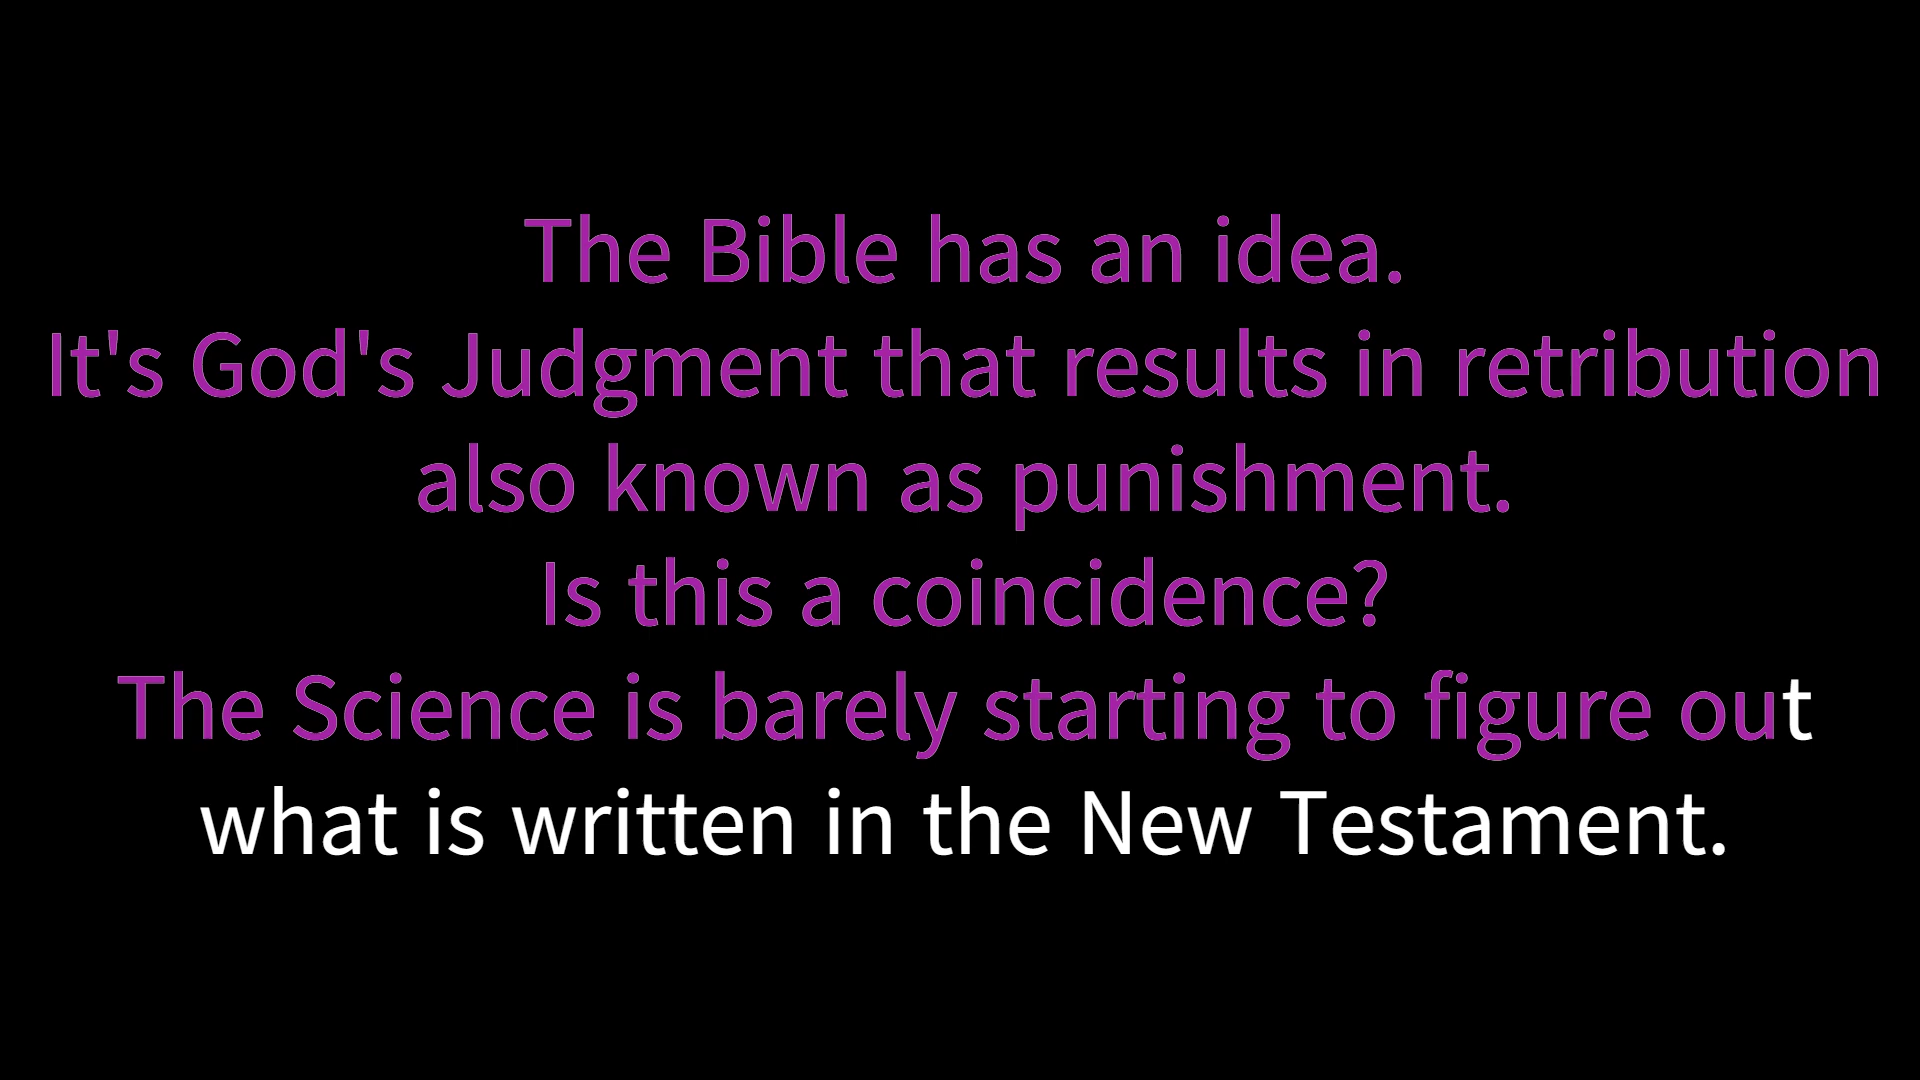 The Bible has an idea.
It's God's Judgment that results in retribution
also known as punishment.
Is this a coincidence?
The Science is barely starting to figure out
what is written in the New Testament.